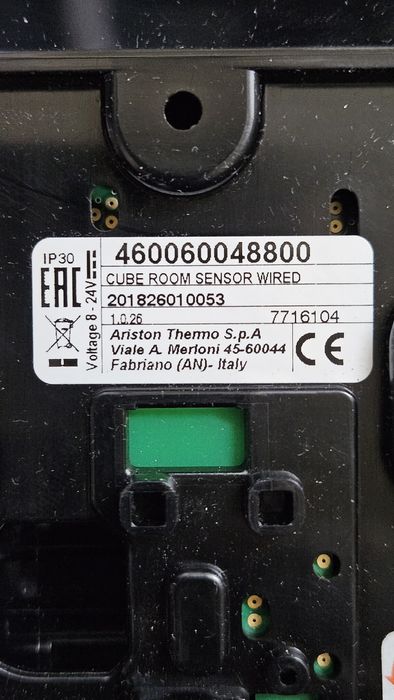 IP30
460060048800
CUBE ROOM SENSOR WIRED
EAC
Voltage 8 - 24V
201826010053
1.0.26 7716104
Ariston Thermo S.p.A
Viale A. Merloni 45-60044
Fabriano (AN)- Italy
CE